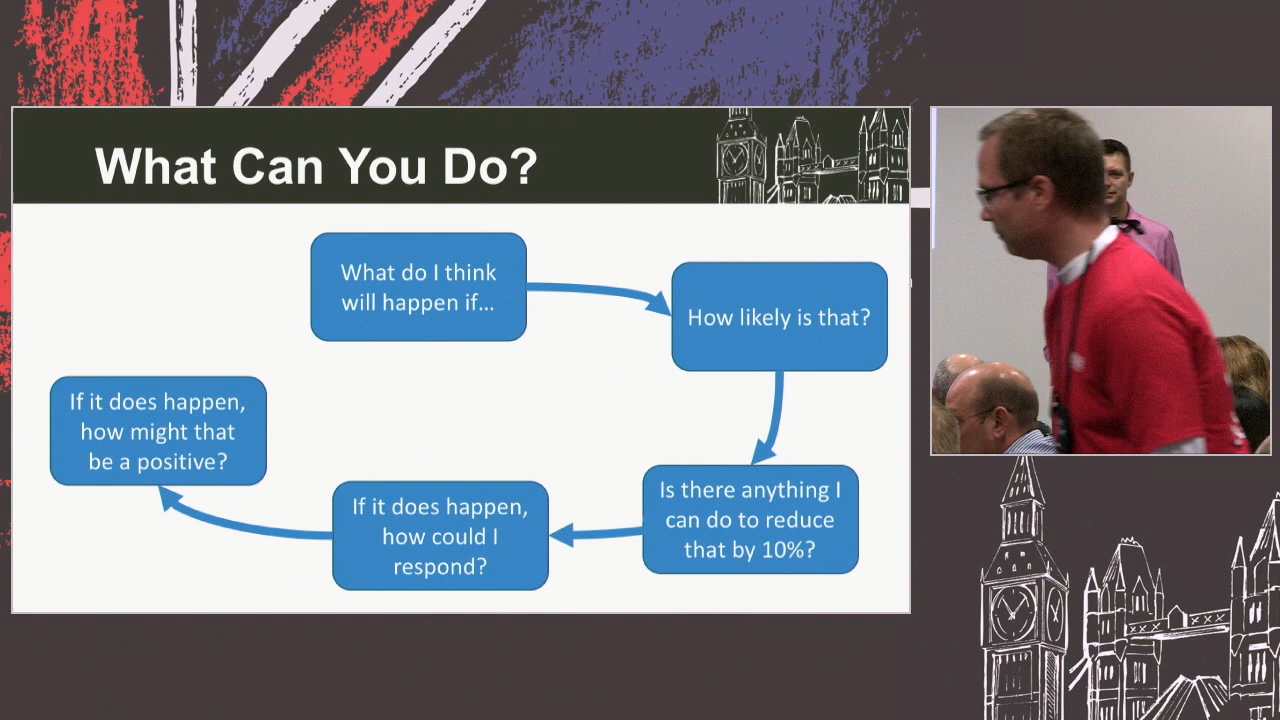 What Can You Do?
What do I think
will happen if...
How likely is that?
Is there anything I
can do to reduce
that by 10%?
If it does happen,
how could I
respond?
If it does happen,
how might that
be a positive?